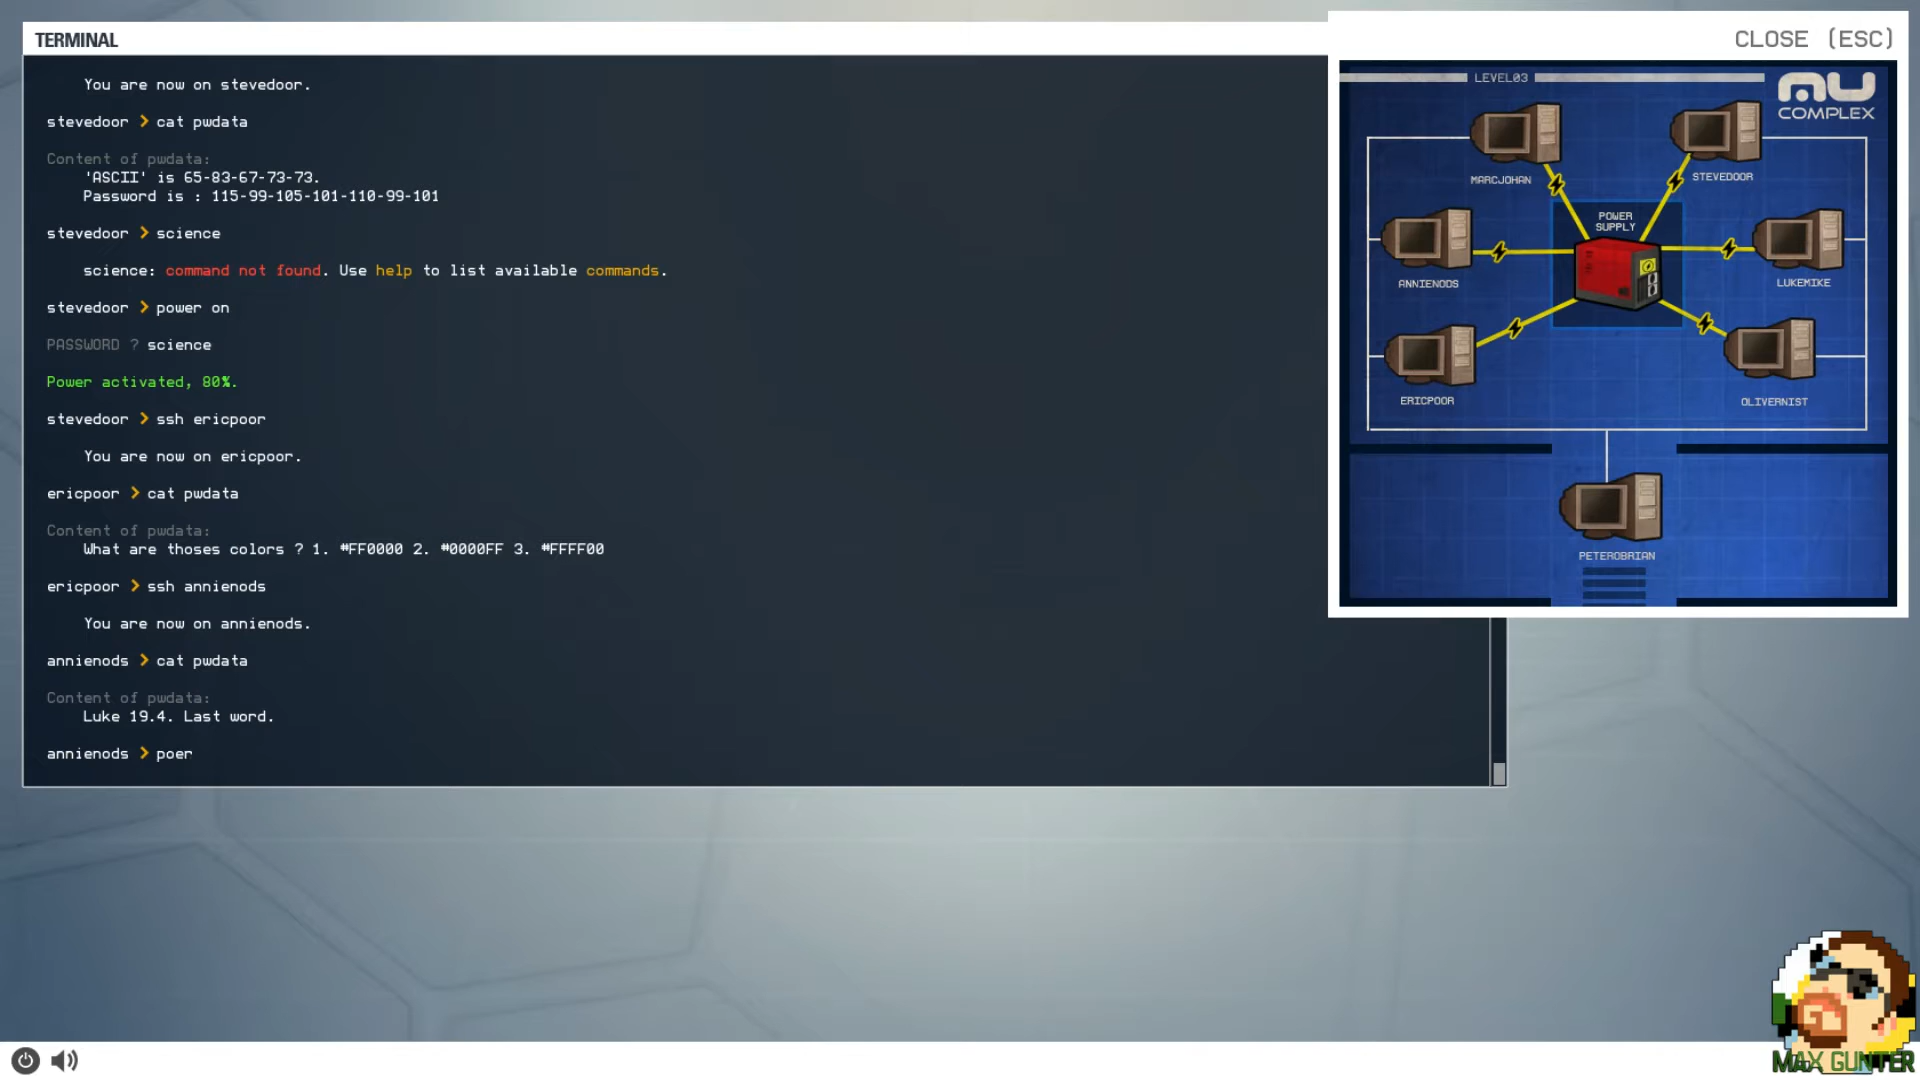 TERMINAL
CLOSE (ESC)
You are now on stevedoor.
stevedoor > cat pwdata
Content of pwdata:
'ASCII' is 65-83-67-73-73.
Password is : 115-99-105-101-110-99-101
stevedoor > science
science: command not found. Use help to list available commands.
stevedoor > power on
PASSWORD ? science
Power activated, 80%.
stevedoor > ssh ericpoor
You are now on ericpoor.
ericpoor > cat pwdata
Content of pwdata:
What are thoses colors ? 1. #FF0000 2. #0000FF 3. #FFFF00
ericpoor > ssh annienods
You are now on annienods.
annienods > cat pwdata
Content of pwdata:
Luke 19.4. Last word.
annienods > poer
LEVEL03
MU
COMPLEX
MARCJOHAN
STEVEDOOR
POWER
SUPPLY
ANNIENODS
LUKEMIKE
ERICPOOR
OLIVERNIST
PETEROBRIAN
MAX GUNTER